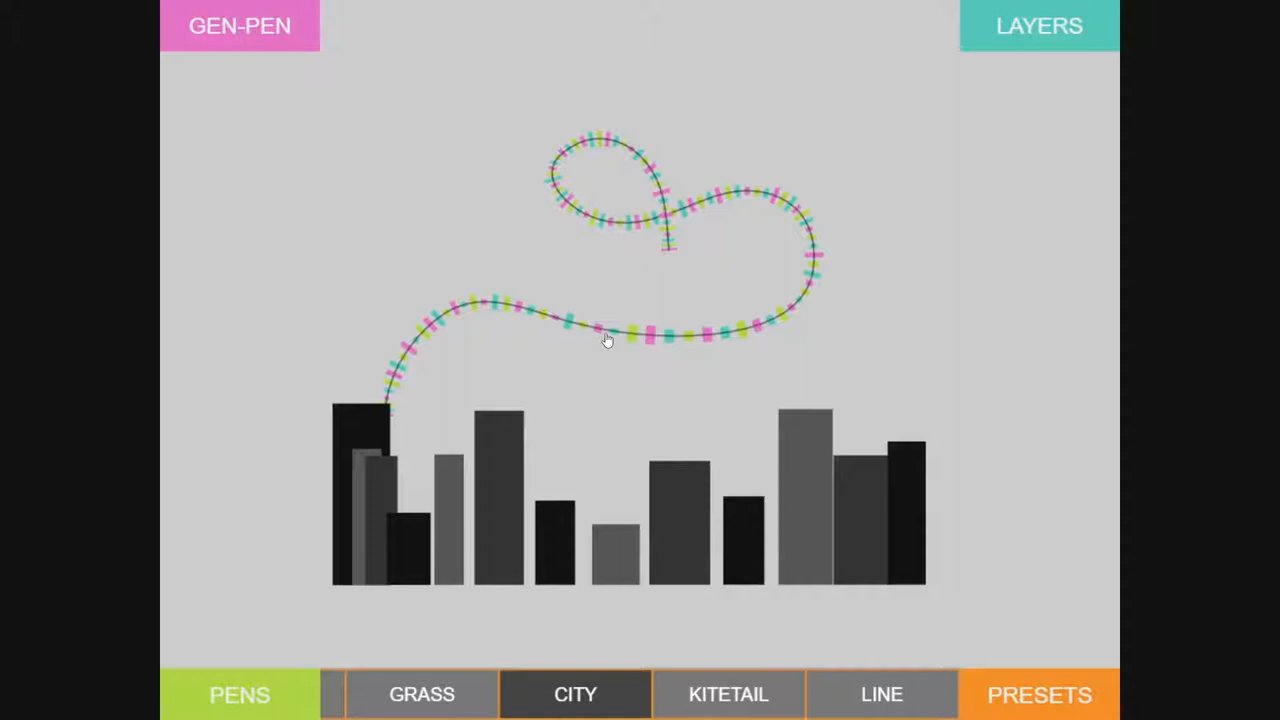 GEN-PEN
LAYERS
PENS
GRASS
CITY
KITETAIL
LINE
PRESETS